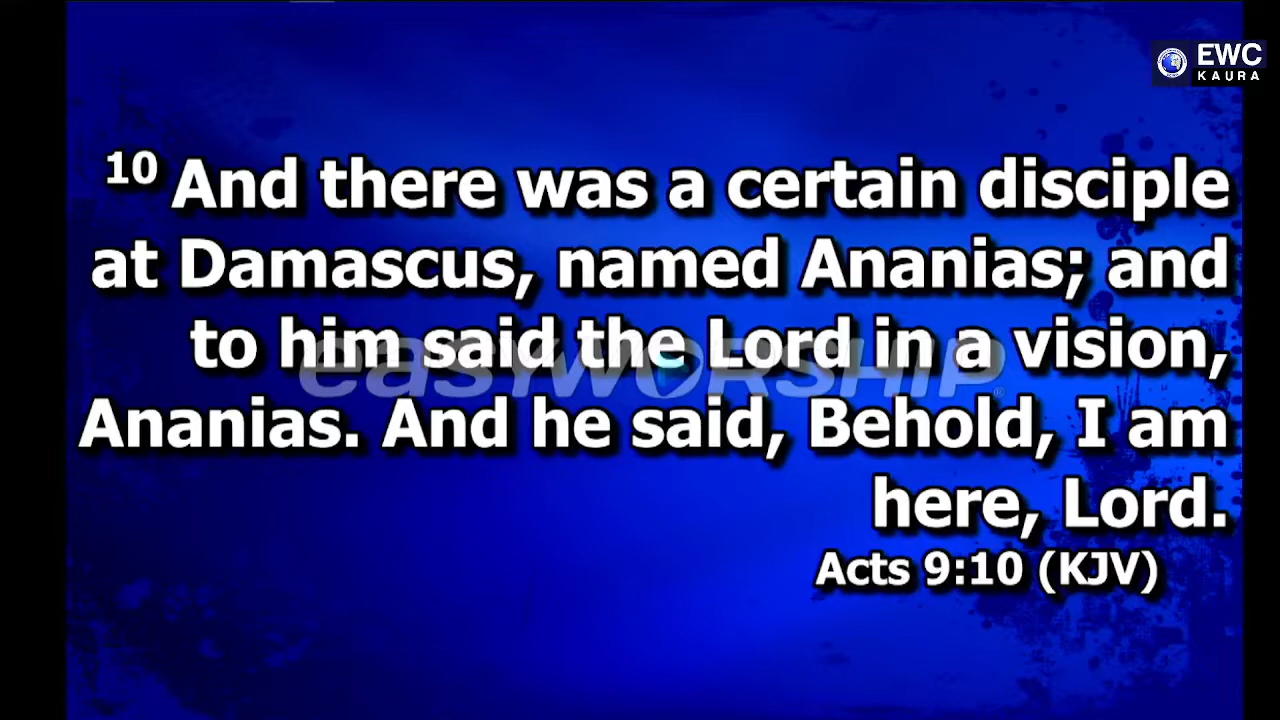 EWC
KAURA
10 And there was a certain disciple
at Damascus, named Ananias; and
to him said the Lord in a vision,
easyworship®
Ananias. And he said, Behold, I am
here, Lord.
Acts 9:10 (KJV)